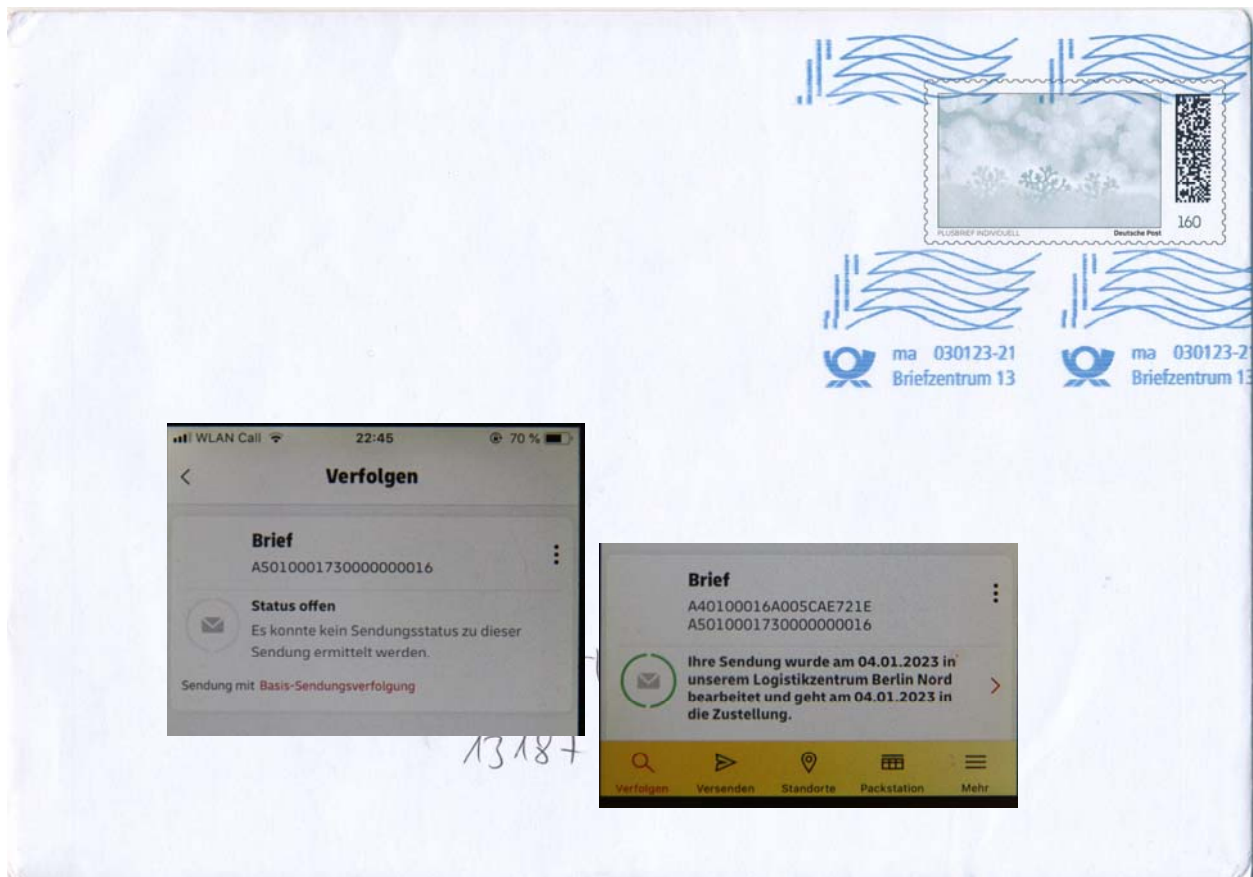 160
PLUSBRIEF INDIVIDUELL Deutsche Post
ma 030123-21
Briefzentrum 13
ma 030123-2
Briefzentrum 13
WLAN Call 22:45 70 %
Verfolgen
Brief
A5010001730000000016
Status offen
Es konnte kein Sendungsstatus zu dieser
Sendung ermittelt werden.
Sendung mit Basis-Sendungsverfolgung
Brief
A40100016A005CAE721E
A5010001730000000016
Ihre Sendung wurde am 04.01.2023 in
unserem Logistikzentrum Berlin Nord
bearbeitet und geht am 04.01.2023 in
die Zustellung.
Verfolgen Versenden Standorte Packstation Mehr
13187